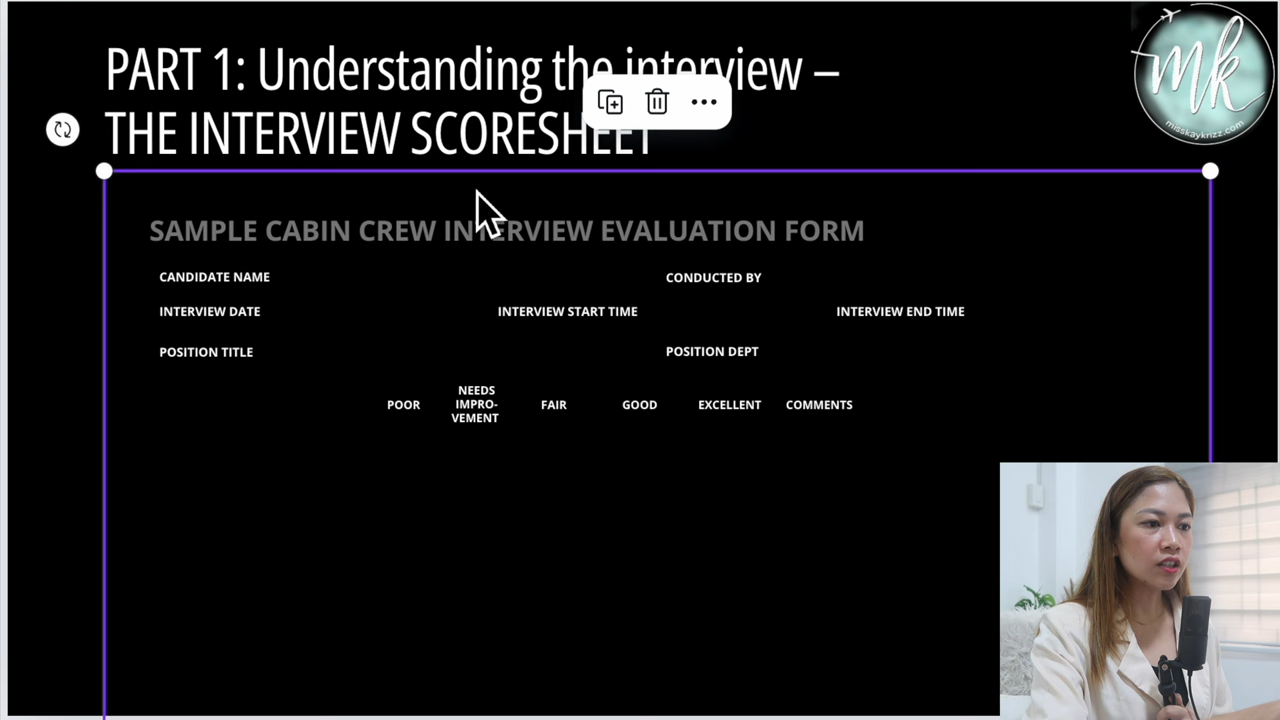 PART 1: Understanding the interview –
THE INTERVIEW SCORESHEET
mk
misskaykrizz.com
SAMPLE CABIN CREW INTERVIEW EVALUATION FORM
CANDIDATE NAME
CONDUCTED BY
INTERVIEW DATE
INTERVIEW START TIME
INTERVIEW END TIME
POSITION TITLE
POSITION DEPT
POOR
NEEDS
IMPRO-
VEMENT
FAIR
GOOD
EXCELLENT
COMMENTS